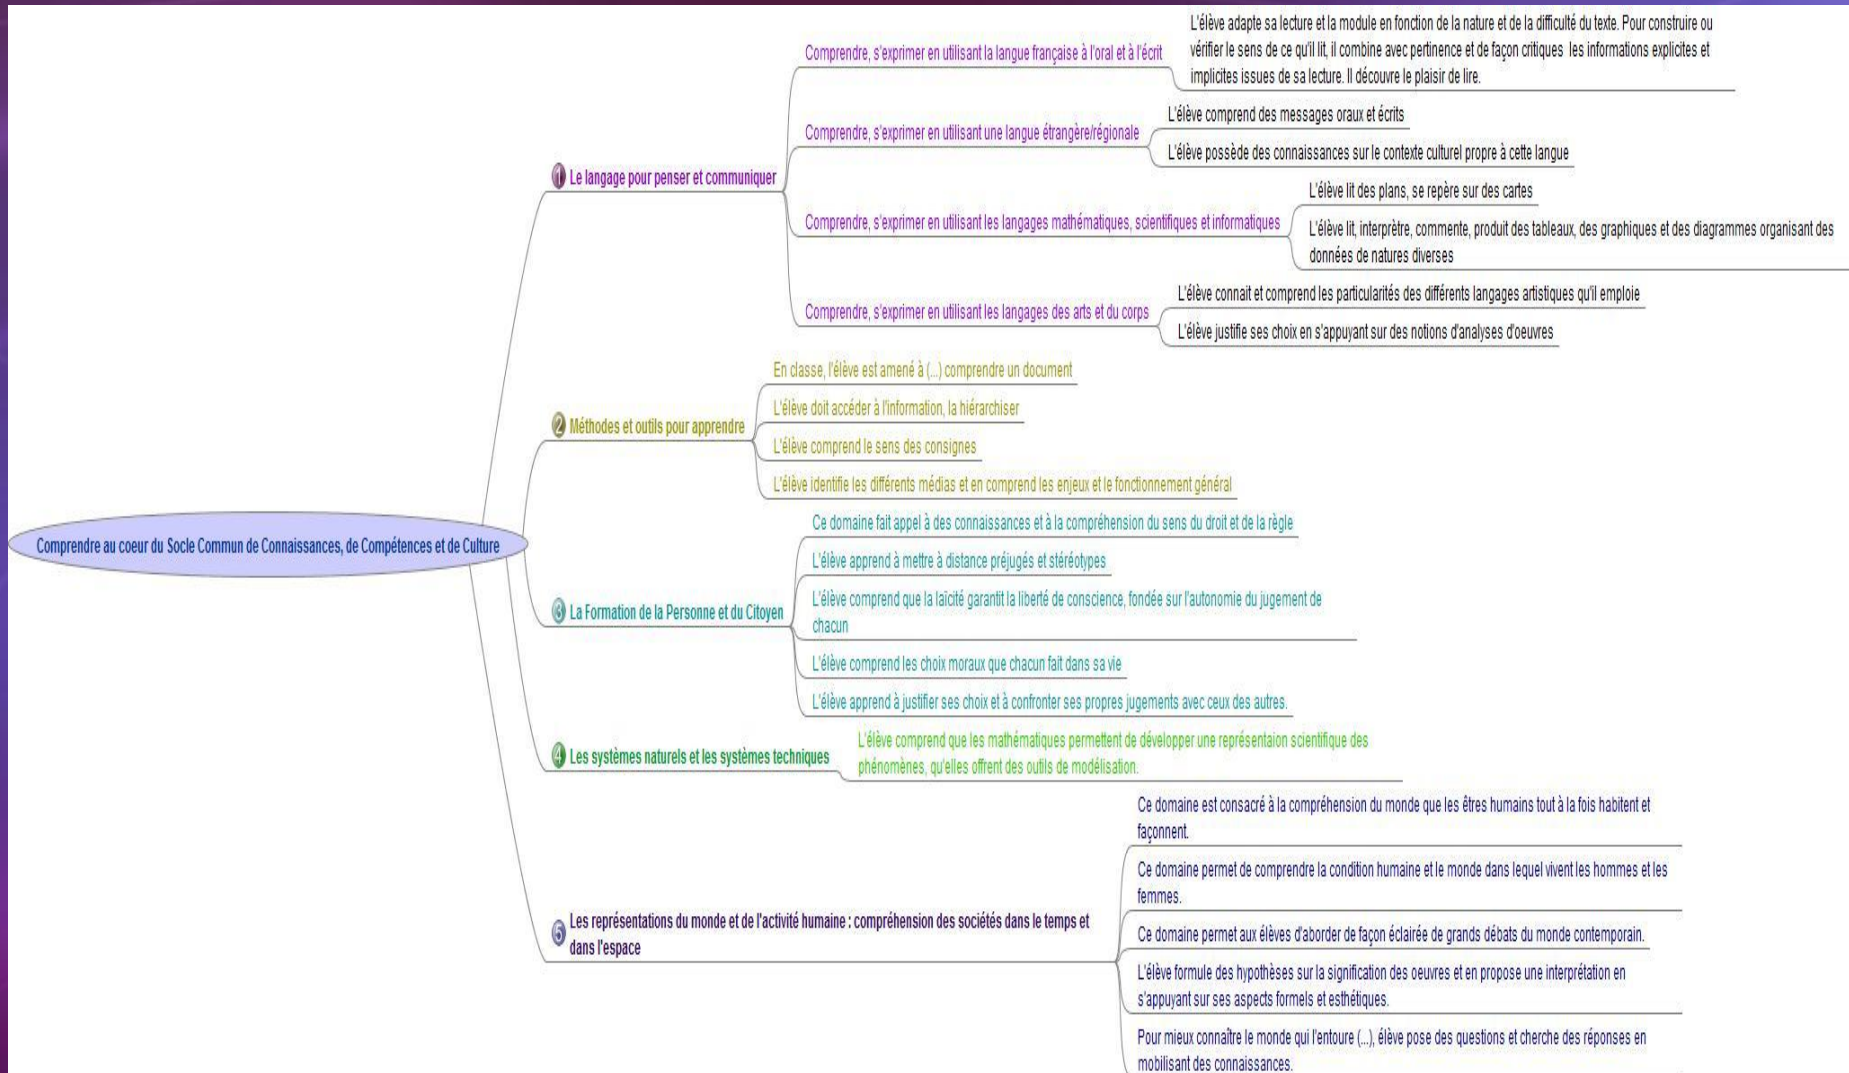 Comprendre au coeur du Socle Commun de Connaissances, de Compétences et de Culture
1 Le langage pour penser et communiquer
Comprendre, s'exprimer en utilisant la langue française à l'oral et à l'écrit
L'élève adapte sa lecture et la module en fonction de la nature et de la difficulté du texte. Pour construire ou
vérifier le sens de ce qu'il lit, il combine avec pertinence et de façon critiques les informations explicites et
implicites issues de sa lecture. Il découvre le plaisir de lire.
Comprendre, s'exprimer en utilisant une langue étrangère/régionale
L'élève comprend des messages oraux et écrits
L'élève possède des connaissances sur le contexte culturel propre à cette langue
Comprendre, s'exprimer en utilisant les langages mathématiques, scientifiques et informatiques
L'élève lit des plans, se repère sur des cartes
L'élève lit, interprètre, commente, produit des tableaux, des graphiques et des diagrammes organisant des
données de natures diverses
Comprendre, s'exprimer en utilisant les langages des arts et du corps
L'élève connait et comprend les particularités des différents langages artistiques qu'il emploie
L'élève justifie ses choix en s'appuyant sur des notions d'analyses d'oeuvres
2 Méthodes et outils pour apprendre
En classe, l'élève est amené à (...) comprendre un document
L'élève doit accéder à l'information, la hiérarchiser
L'élève comprend le sens des consignes
L'élève identifie les différents médias et en comprend les enjeux et le fonctionnement général
3 La Formation de la Personne et du Citoyen
Ce domaine fait appel à des connaissances et à la compréhension du sens du droit et de la règle
L'élève apprend à mettre à distance préjugés et stéréotypes
L'élève comprend que la laïcité garantit la liberté de conscience, fondée sur l'autonomie du jugement de
chacun
L'élève comprend les choix moraux que chacun fait dans sa vie
L'élève apprend à justifier ses choix et à confronter ses propres jugements avec ceux des autres.
4 Les systèmes naturels et les systèmes techniques
L'élève comprend que les mathématiques permettent de développer une représentaion scientifique des
phénomènes, qu'elles offrent des outils de modélisation.
5 Les représentations du monde et de l'activité humaine : compréhension des sociétés dans le temps et
dans l'espace
Ce domaine est consacré à la compréhension du monde que les êtres humains tout à la fois habitent et
façonnent.
Ce domaine permet de comprendre la condition humaine et le monde dans lequel vivent les hommes et les
femmes.
Ce domaine permet aux élèves d'aborder de façon éclairée de grands débats du monde contemporain.
L'élève formule des hypothèses sur la signification des oeuvres et en propose une interprétation en
s'appuyant sur ses aspects formels et esthétiques.
Pour mieux connaître le monde qui l'entoure (...), élève pose des questions et cherche des réponses en
mobilisant des connaissances.